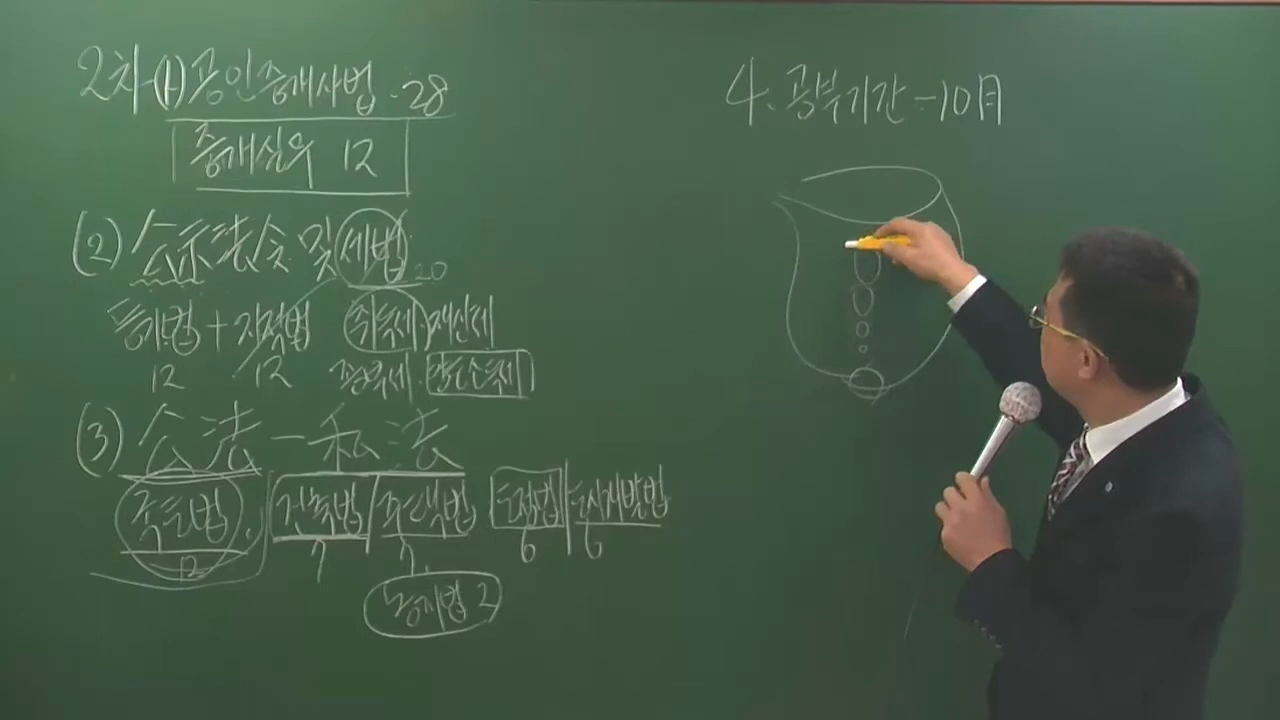 2차-(1)공인중개사법·28
중개실무 12
(2) 公示法令 및 세법 20
등기법 + 지적법 취득세, 재산세
12 12 종부세·양도소득세
(3) 公法 - 私法
국토법, 건축법 주택법 도정법 도시개발법
12 7 7 6 6
농지법 2
4. 공부기간 - 10月